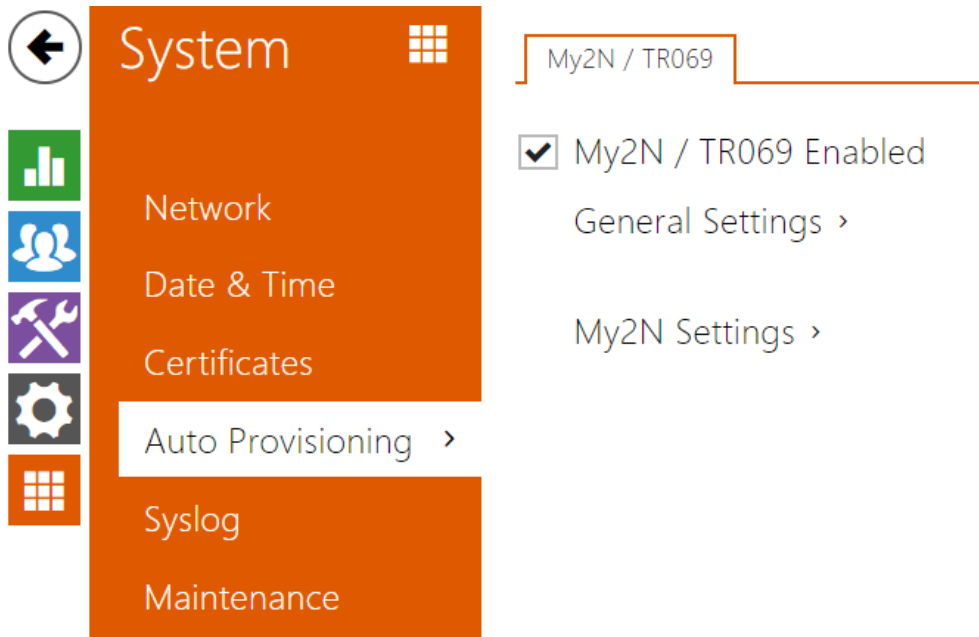 System
Network
Date & Time
Certificates
Auto Provisioning >
Syslog
Maintenance
My2N / TR069
My2N / TR069 Enabled
General Settings >
My2N Settings >